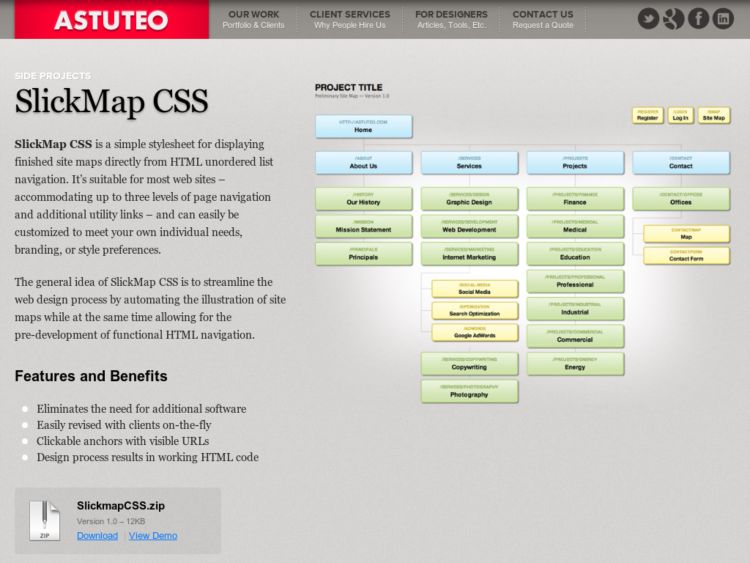 ASTUTEO
OUR WORK
Portfolio & Clients
CLIENT SERVICES
Why People Hire Us
FOR DESIGNERS
Articles, Tools, Etc.
CONTACT US
Request a Quote
SIDE PROJECTS
SlickMap CSS
SlickMap CSS is a simple stylesheet for displaying
finished site maps directly from HTML unordered list
navigation. It's suitable for most web sites –
accommodating up to three levels of page navigation
and additional utility links – and can easily be
customized to meet your own individual needs,
branding, or style preferences.
The general idea of SlickMap CSS is to streamline the
web design process by automating the illustration of site
maps while at the same time allowing for the
pre-development of functional HTML navigation.
Features and Benefits
Eliminates the need for additional software
Easily revised with clients on-the-fly
Clickable anchors with visible URLs
Design process results in working HTML code
ZIP
SlickmapCSS.zip
Version 1.0 – 12KB
Download | View Demo
PROJECT TITLE
Preliminary Site Map — Version 1.0
/REGISTER
Register
/LOGIN
Log In
/SMAP
Site Map
HTTP://ASTUTEO.COM
Home
/ABOUT
About Us
/SERVICES
Services
/PROJECTS
Projects
/CONTACT
Contact
/HISTORY
Our History
/MISSION
Mission Statement
/PRINCIPALS
Principals
/SERVICES/DESIGN
Graphic Design
/SERVICES/DEVELOPMENT
Web Development
/SERVICES/MARKETING
Internet Marketing
/SOCIAL-MEDIA
Social Media
/OPTIMIZATION
Search Optimization
/ADWORDS
Google AdWords
/SERVICES/COPYWRITING
Copywriting
/SERVICES/PHOTOGRAPHY
Photography
/PROJECTS/FINANCE
Finance
/PROJECTS/MEDICAL
Medical
/PROJECTS/EDUCATION
Education
/PROJECTS/PROFESSIONAL
Professional
/PROJECTS/INDUSTRIAL
Industrial
/PROJECTS/COMMERCIAL
Commercial
/PROJECTS/ENERGY
Energy
/CONTACT/OFFICES
Offices
CONTACT/MAP
Map
CONTACT/FORM
Contact Form